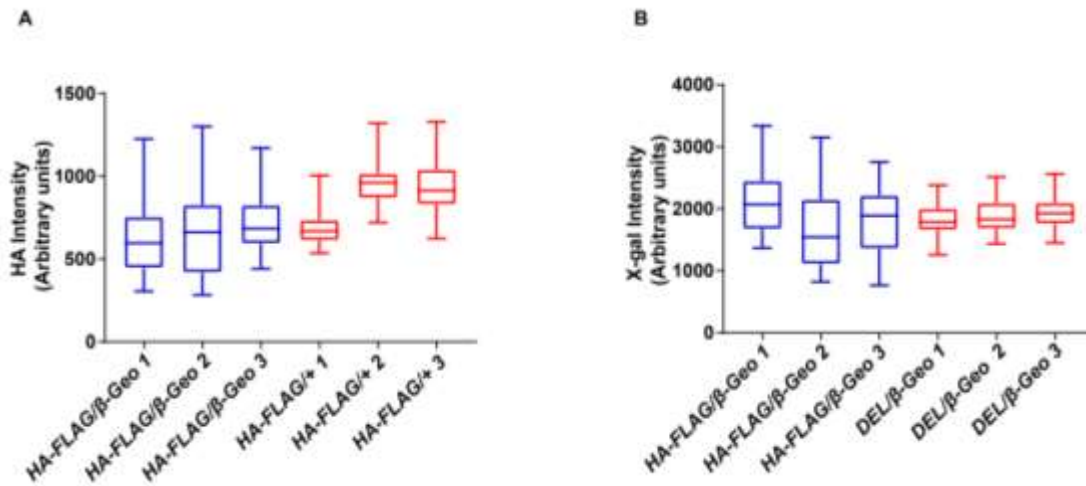 A
HA Intensity
(Arbitrary units)
1500
1000
500
0
HA-FLAG/β-Geo 1
HA-FLAG/β-Geo 2
HA-FLAG/β-Geo 3
HA-FLAG/+ 1
HA-FLAG/+ 2
HA-FLAG/+ 3
B
X-gal Intensity
(Arbitrary units)
4000
3000
2000
1000
0
HA-FLAG/β-Geo 1
HA-FLAG/β-Geo 2
HA-FLAG/β-Geo 3
DEL/β-Geo 1
DEL/β-Geo 2
DEL/β-Geo 3